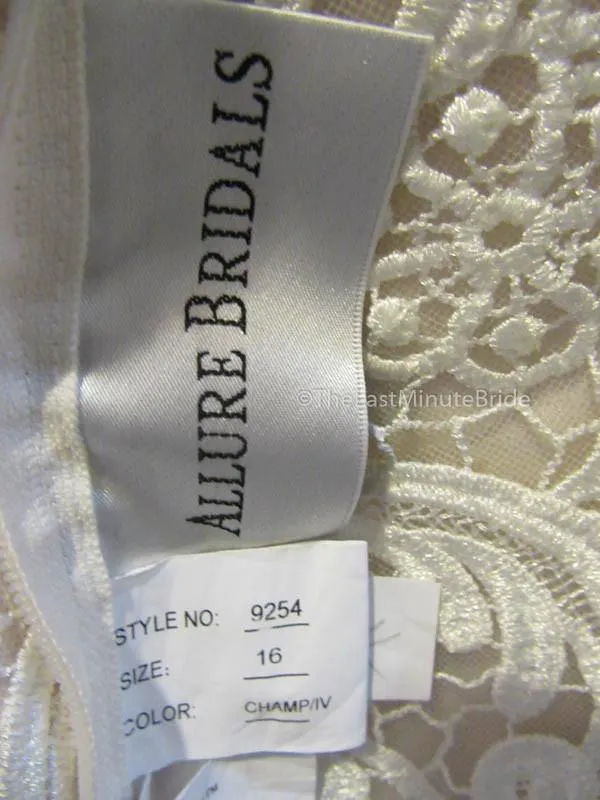 ALLURE BRIDALS
©TheLastMinuteBride
STYLE NO: 9254
SIZE: 16
COLOR: CHAMP/IV